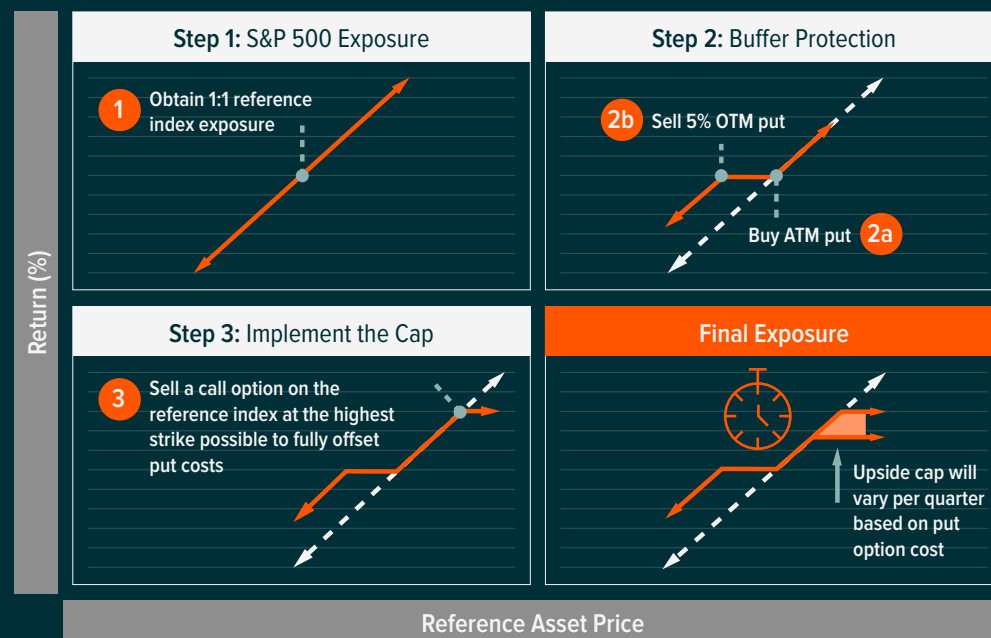 Return (%)
Step 1: S&P 500 Exposure
1
Obtain 1:1 reference
index exposure
Step 2: Buffer Protection
2b
Sell 5% OTM put
Buy ATM put
2a
Step 3: Implement the Cap
3
Sell a call option on the
reference index at the highest
strike possible to fully offset
put costs
Final Exposure
Upside cap will
vary per quarter
based on put
option cost
Reference Asset Price